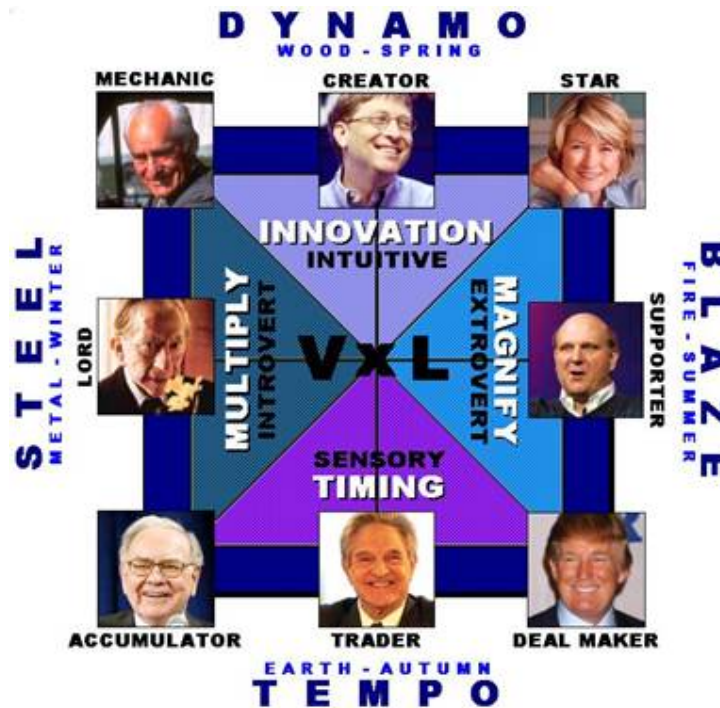 DYNAMO
WOOD - SPRING
MECHANIC
CREATOR
STAR
INNOVATION
INTUITIVE
STEEL
METAL - WINTER
LORD
MULTIPLY
INTROVERT
VxL
EXTROVERT
MAGNIFY
SUPPORTER
FIRE - SUMMER
BLAZE
SENSORY
TIMING
ACCUMULATOR
TRADER
DEAL MAKER
EARTH - AUTUMN
TEMPO